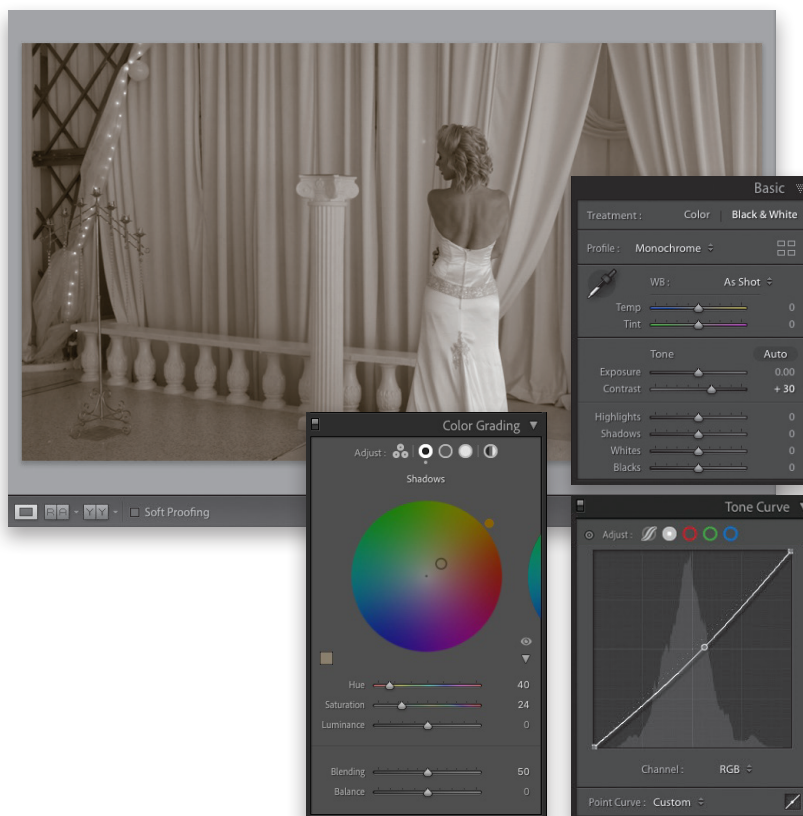 Basic
Treatment : Color | Black & White
Profile : Monochrome
WB : As Shot
Temp 0
Tint 0
Tone Auto
Exposure 0.00
Contrast + 30
Highlights 0
Shadows 0
Whites 0
Blacks 0
Soft Proofing
Color Grading
Adjust :
Shadows
Hue 40
Saturation 24
Luminance 0
Blending 50
Balance 0
Tone Curve
Adjust :
Channel : RGB
Point Curve : Custom